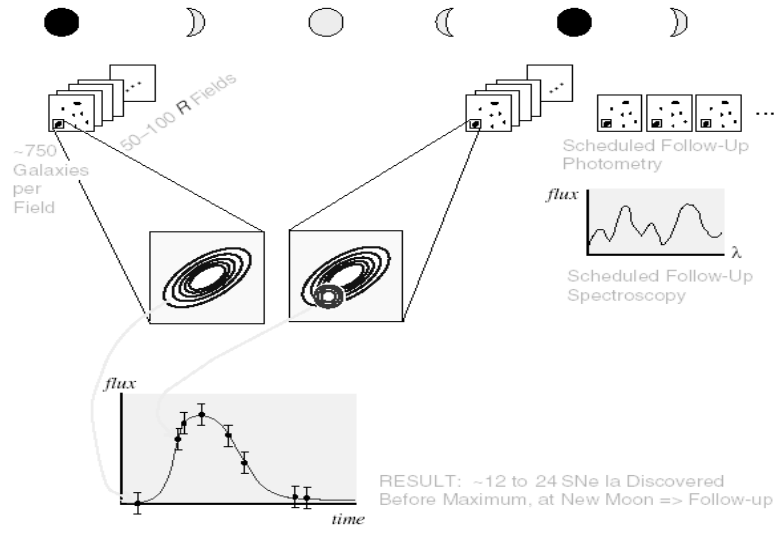 50–100 R Fields
~750
Galaxies
per
Field
...
Scheduled Follow-Up
Photometry
flux
λ
Scheduled Follow-Up
Spectroscopy
flux
time
RESULT: ~12 to 24 SNe Ia Discovered
Before Maximum, at New Moon => Follow-up